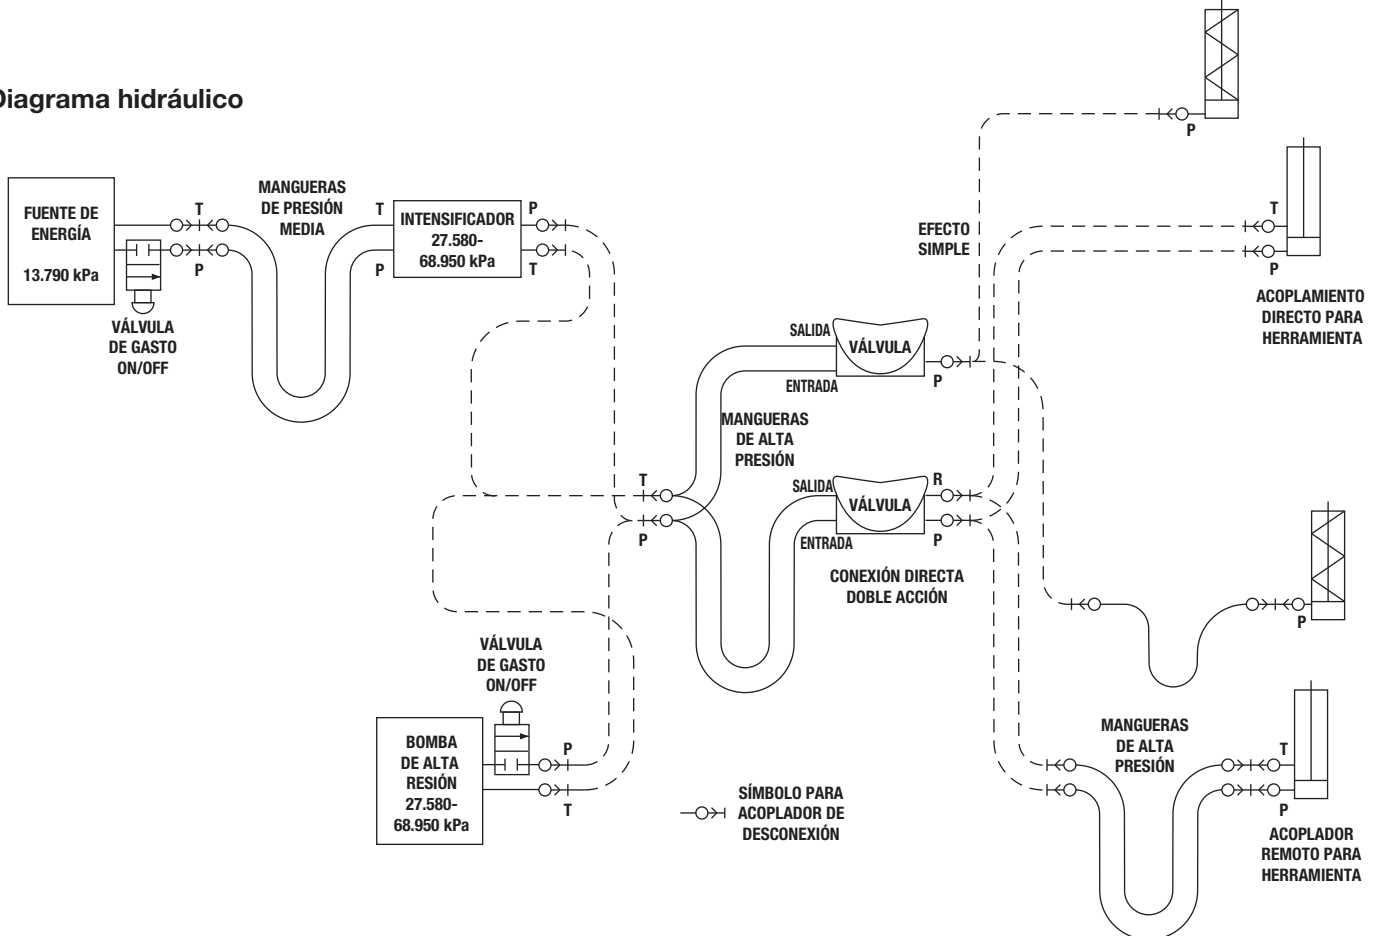 Diagrama hidráulico
P
FUENTE DE
ENERGÍA
13.790 kPa
T
P
VÁLVULA
DE GASTO
ON/OFF
MANGUERAS
DE PRESIÓN
MEDIA
T
P
INTENSIFICADOR
27.580-
68.950 kPa
P
T
EFECTO
SIMPLE
T
P
ACOPLAMIENTO
DIRECTO PARA
HERRAMIENTA
SALIDA
VÁLVULA
ENTRADA
P
MANGUERAS
DE ALTA
PRESIÓN
T
P
SALIDA
VÁLVULA
ENTRADA
R
P
CONEXIÓN DIRECTA
DOBLE ACCIÓN
P
VÁLVULA
DE GASTO
ON/OFF
BOMBA
DE ALTA
RESIÓN
27.580-
68.950 kPa
P
T
SÍMBOLO PARA
ACOPLADOR DE
DESCONEXIÓN
MANGUERAS
DE ALTA
PRESIÓN
T
P
ACOPLADOR
REMOTO PARA
HERRAMIENTA